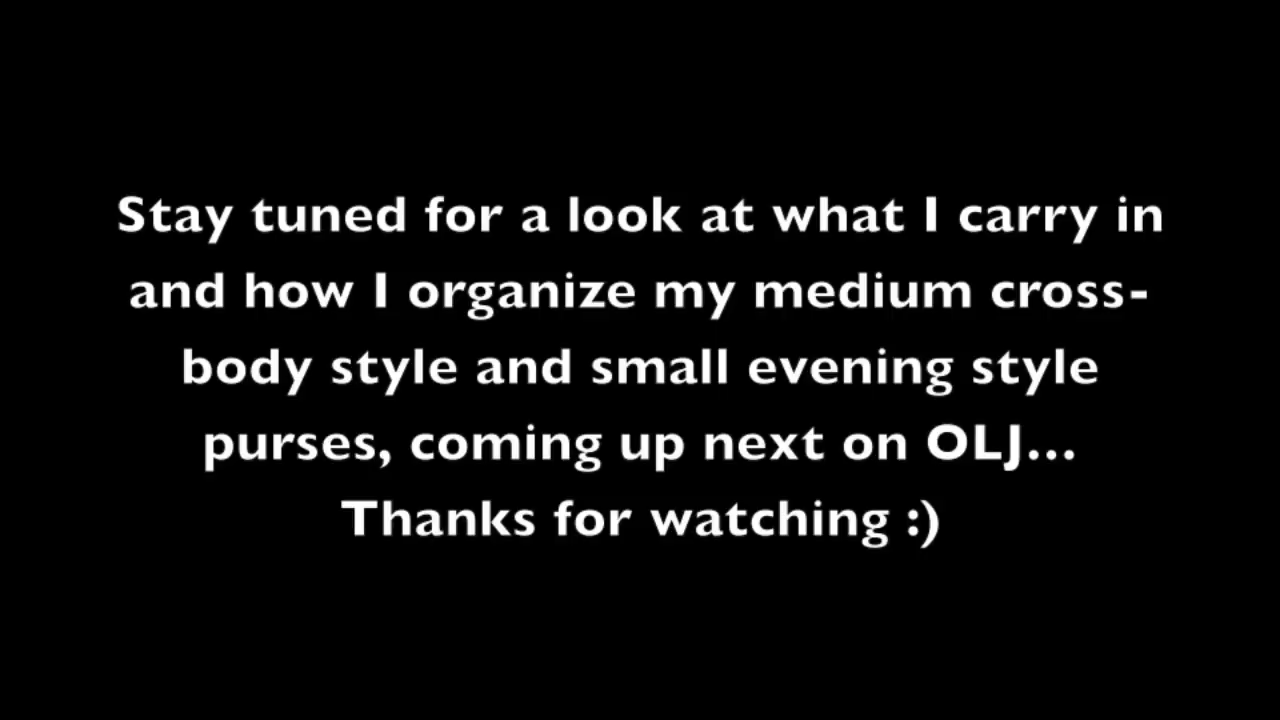 Stay tuned for a look at what I carry in
and how I organize my medium cross-
body style and small evening style
purses, coming up next on OLJ...
Thanks for watching :)